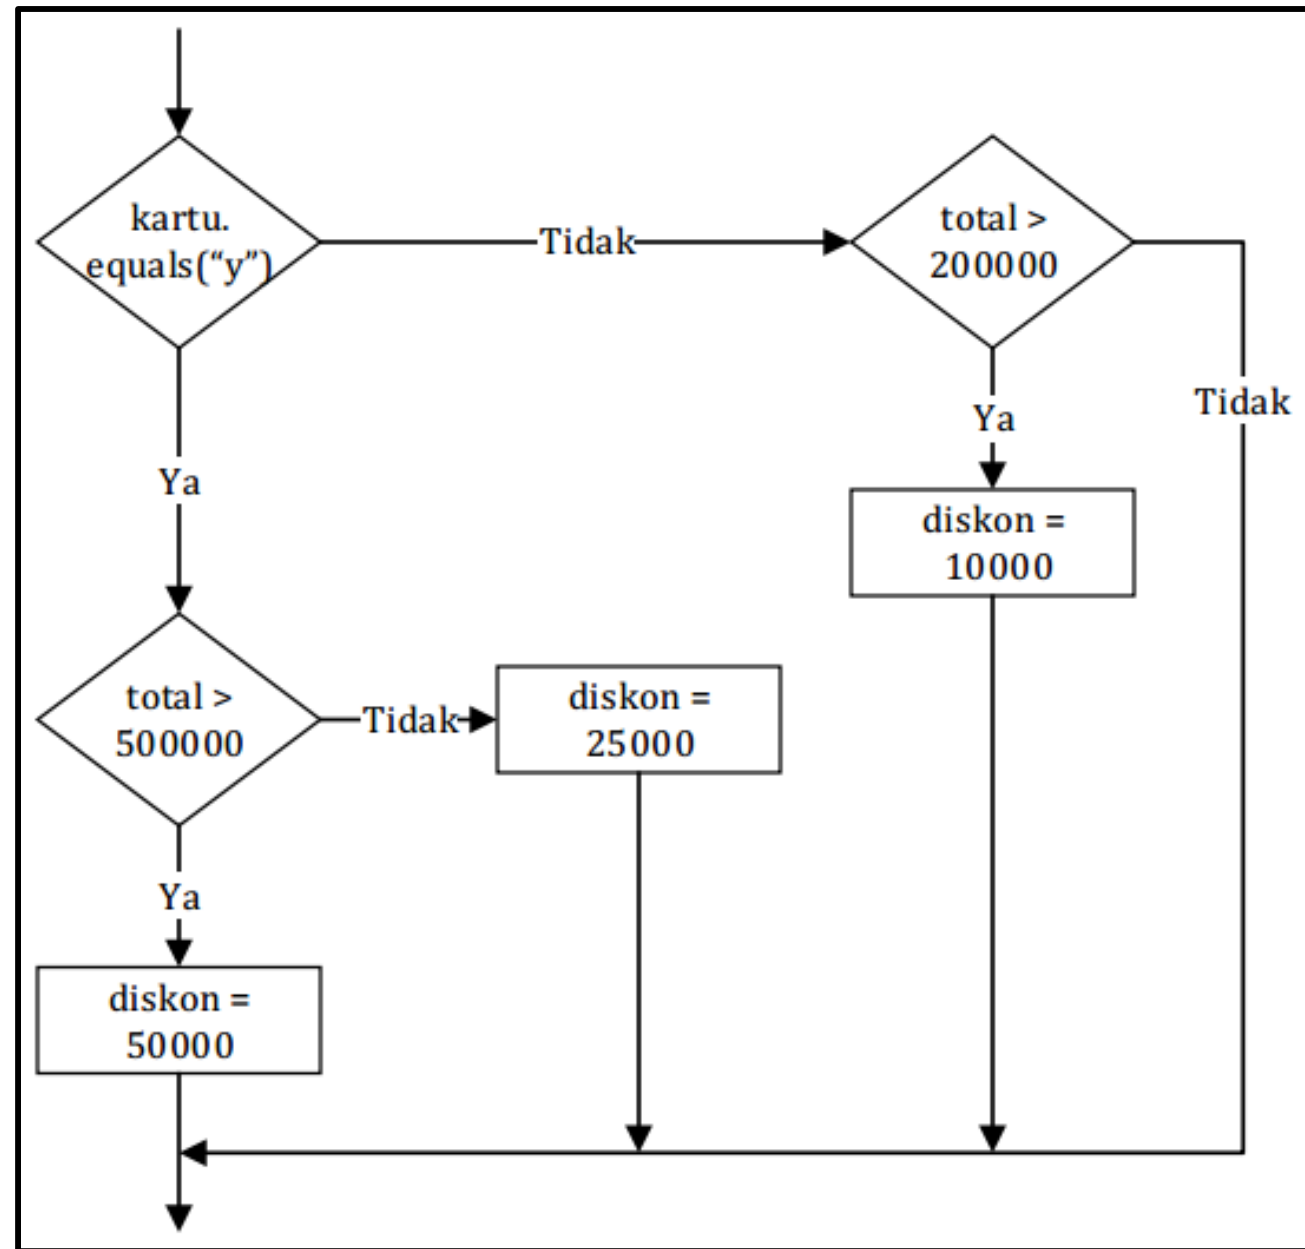 kartu.
equals(“y”)
Tidak
total >
200000
Tidak
Ya
Ya
diskon =
10000
total >
500000
Tidak
diskon =
25000
Ya
diskon =
50000